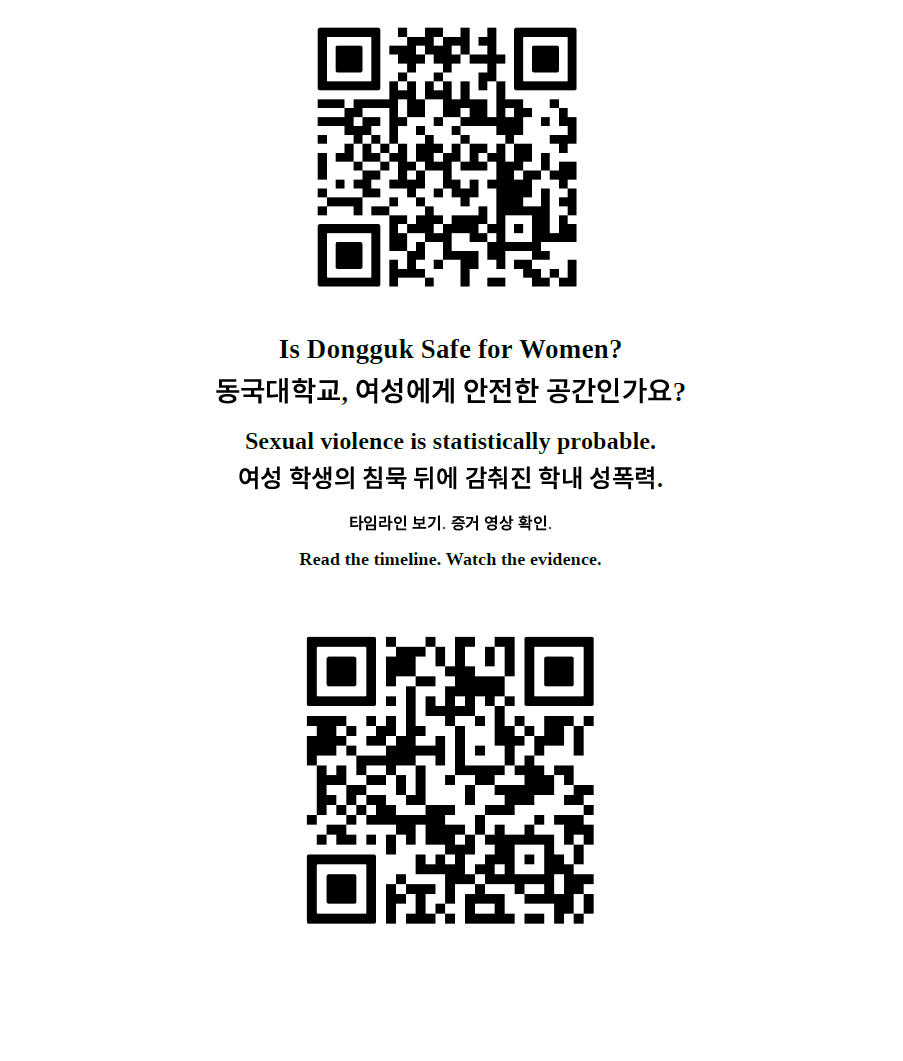 Is Dongguk Safe for Women?
동국대학교, 여성에게 안전한 공간인가요?
Sexual violence is statistically probable.
여성 학생의 침묵 뒤에 감춰진 학내 성폭력.
타임라인 보기. 증거 영상 확인.
Read the timeline. Watch the evidence.